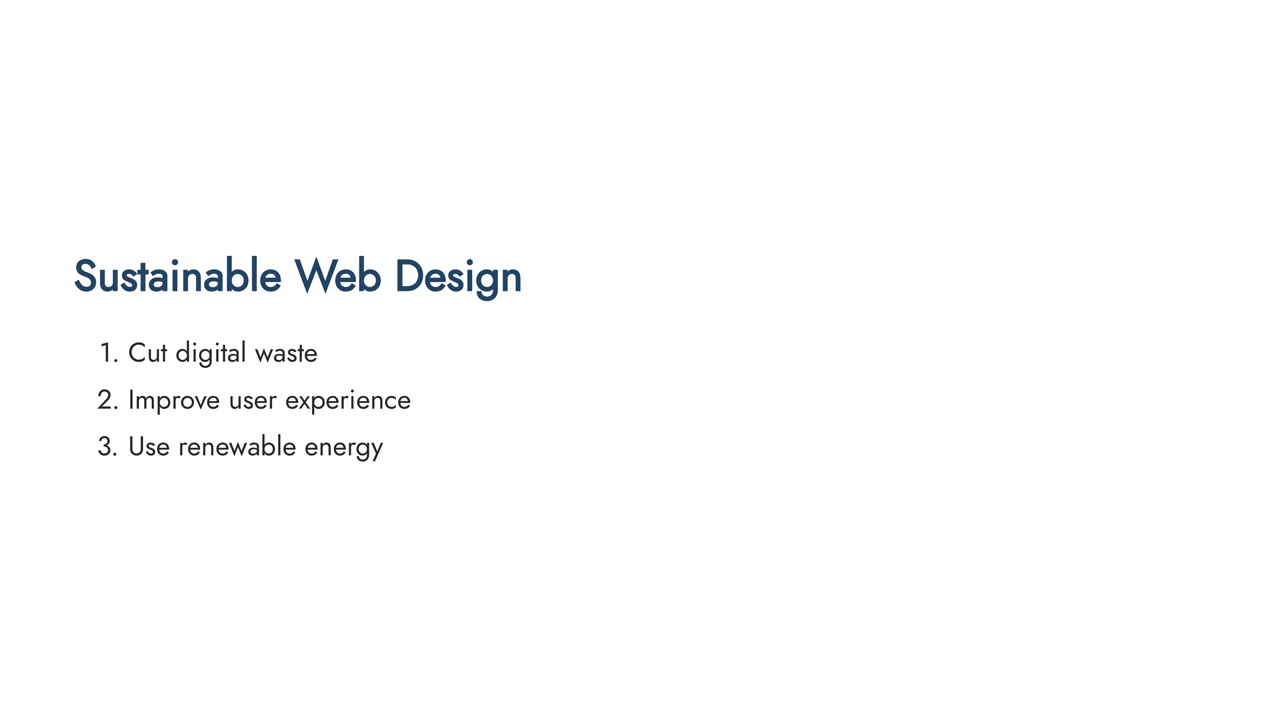 Sustainable Web Design
1. Cut digital waste
2. Improve user experience
3. Use renewable energy